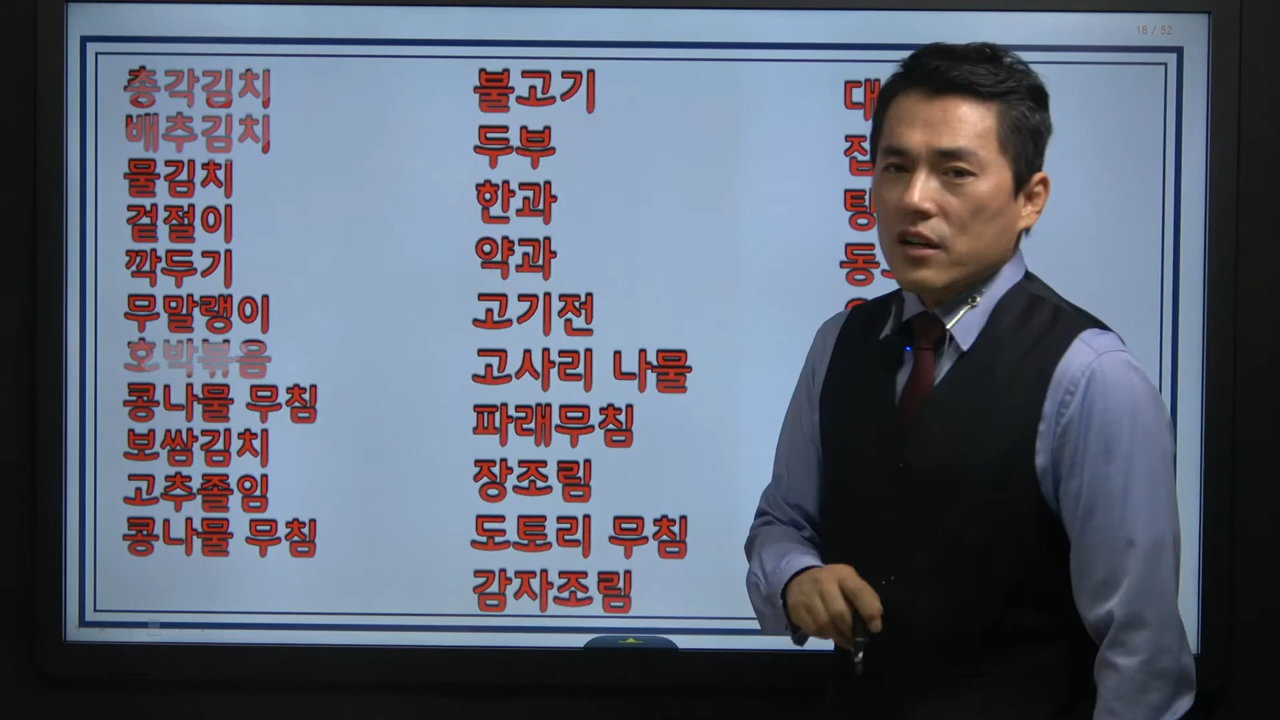 18 / 52
총각김치
배추김치
물김치
겉절이
깍두기
무말랭이
호박볶음
콩나물 무침
보쌈김치
고추졸임
콩나물 무침
불고기
두부
한과
약과
고기전
고사리 나물
파래무침
장조림
도토리 무침
감자조림